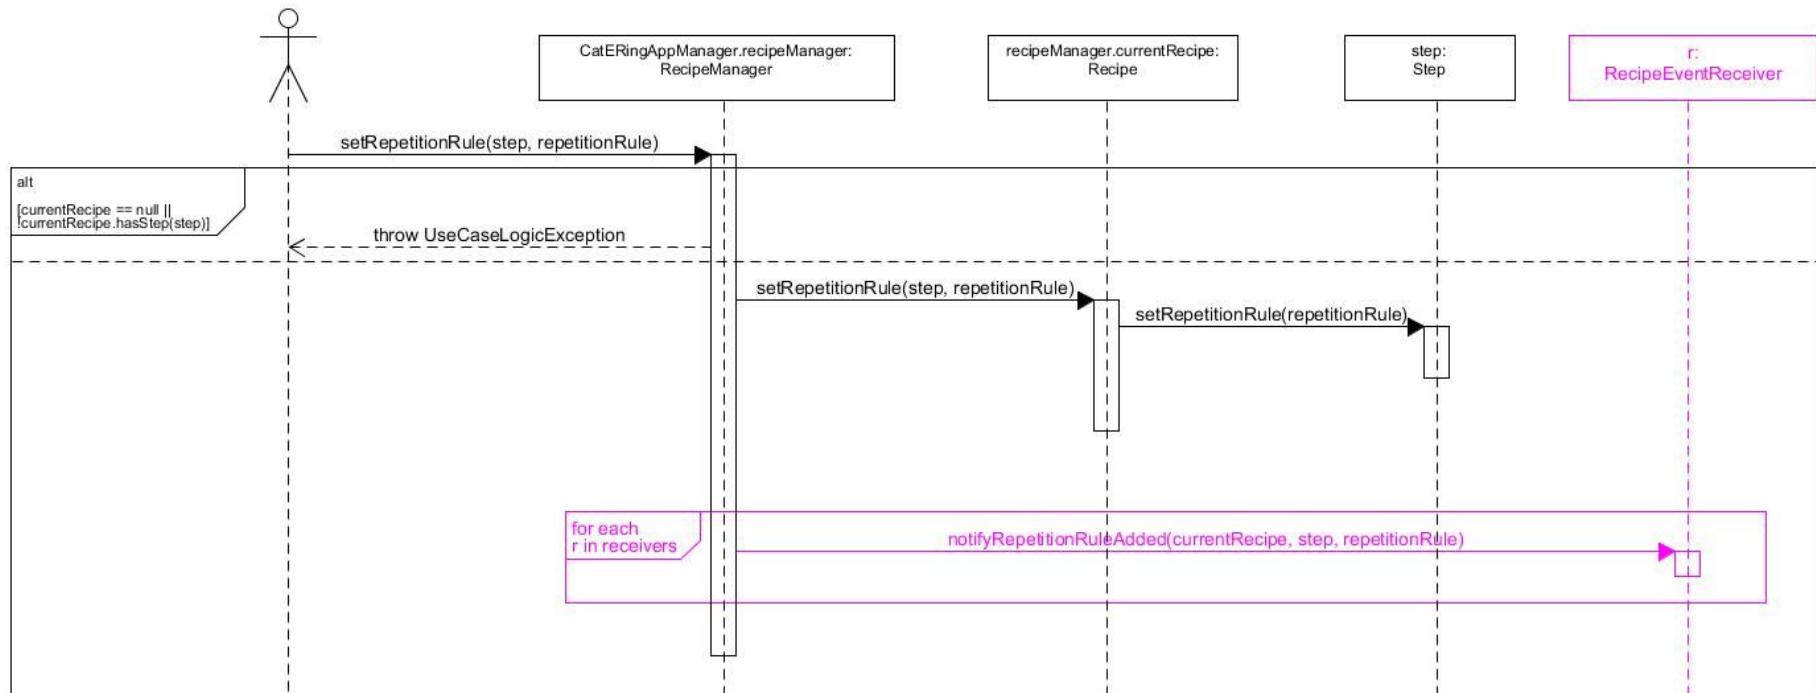 CatERingAppManager.recipeManager:
RecipeManager
recipeManager.currentRecipe:
Recipe
step:
Step
r:
RecipeEventReceiver
setRepetitionRule(step, repetitionRule)
alt
[currentRecipe == null ||
!currentRecipe.hasStep(step)]
throw UseCaseLogicException
setRepetitionRule(step, repetitionRule)
setRepetitionRule(repetitionRule)
for each
r in receivers
notifyRepetitionRuleAdded(currentRecipe, step, repetitionRule)